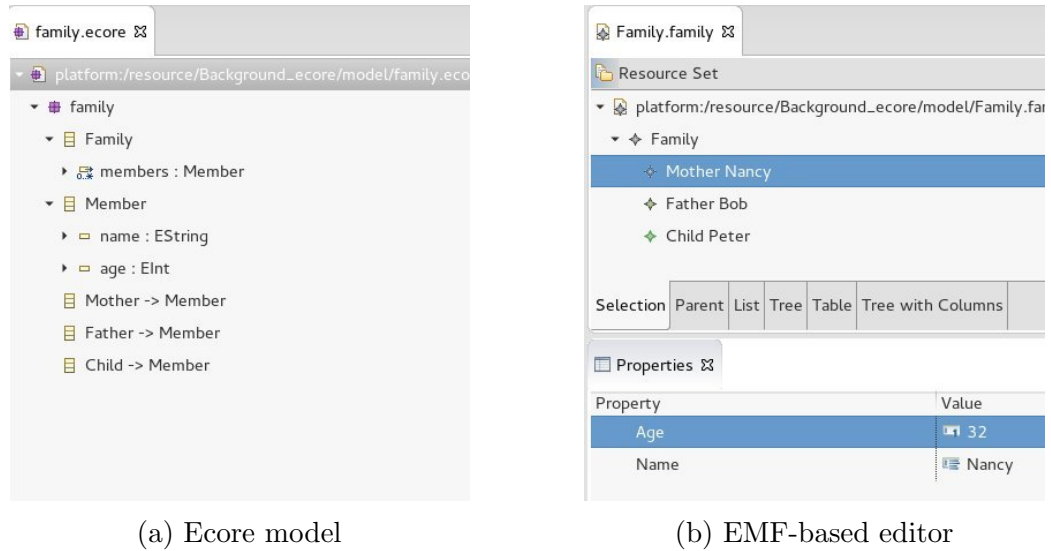 family.ecore
platform:/resource/Background_ecore/model/family.eco
family
Family
0..* members : Member
Member
name : EString
age : EInt
Mother -> Member
Father -> Member
Child -> Member
(a) Ecore model
Family.family
Resource Set
platform:/resource/Background_ecore/model/Family.far
Family
Mother Nancy
Father Bob
Child Peter
Selection Parent List Tree Table Tree with Columns
Properties
Property Value
Age 32
Name Nancy
(b) EMF-based editor